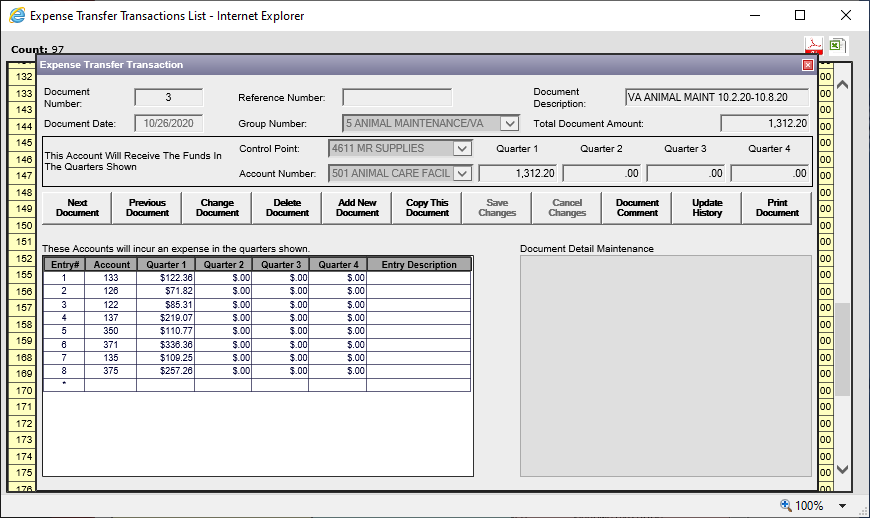 Expense Transfer Transactions List - Internet Explorer
Count: 97
Expense Transfer Transaction
Document Number: 3 Reference Number: Document Description: VA ANIMAL MAINT 10.2.20-10.8.20
Document Date: 10/26/2020 Group Number: 5 ANIMAL MAINTENANCE/VA Total Document Amount: 1,312.20
This Account Will Receive The Funds In
The Quarters Shown
Control Point: 4611 MR SUPPLIES Quarter 1 Quarter 2 Quarter 3 Quarter 4
Account Number: 501 ANIMAL CARE FACIL 1,312.20 .00 .00 .00
Next Document Previous Document Change Document Delete Document Add New Document Copy This Document Save Changes Cancel Changes Document Comment Update History Print Document
These Accounts will incur an expense in the quarters shown. Document Detail Maintenance
Entry# Account Quarter 1 Quarter 2 Quarter 3 Quarter 4 Entry Description
1 133 $122.36 $.00 $.00 $.00
2 126 $71.82 $.00 $.00 $.00
3 122 $85.31 $.00 $.00 $.00
4 137 $219.07 $.00 $.00 $.00
5 350 $110.77 $.00 $.00 $.00
6 371 $336.36 $.00 $.00 $.00
7 135 $109.25 $.00 $.00 $.00
8 375 $257.26 $.00 $.00 $.00
*
132 00
133 00
143 00
144 00
145 00
146 00
147 00
148 00
149 00
150 00
151 00
152 00
155 00
156 00
157 00
158 00
159 00
168 00
169 00
170 00
171 00
172 00
173 00
174 00
175 00
176 00
100%